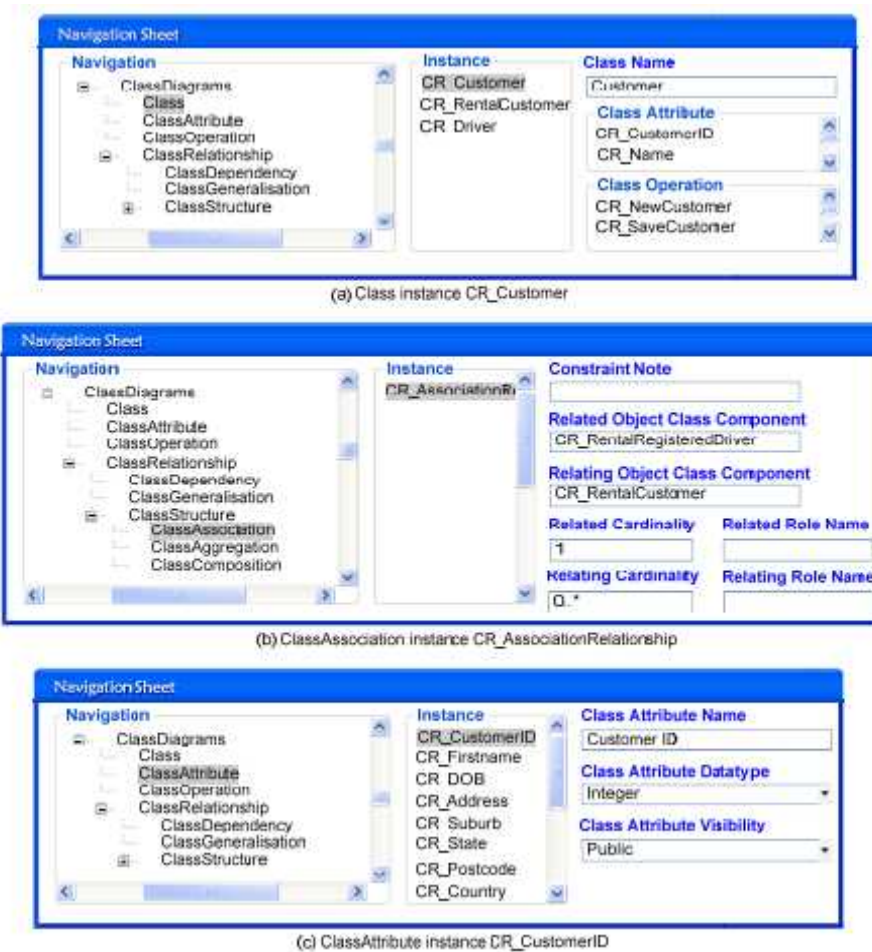 Navigation Sheet
Navigation
ClassDiagrams
Class
ClassAttribute
ClassOperation
ClassRelationship
ClassDependency
ClassGeneralisation
ClassStructure
Instance
CR_Customer
CR_RentalCustomer
CR_Driver
Class Name
Customer
Class Attribute
CR_CustomerID
CR_Name
Class Operation
CR_NewCustomer
CR_SaveCustomer
(a) Class instance CR_Customer
Navigation Sheet
Navigation
ClassDiagrams
Class
ClassAttribute
ClassOperation
ClassRelationship
ClassDependency
ClassGeneralisation
ClassStructure
ClassAssociation
ClassAggregation
ClassComposition
Instance
CR_AssociationR
Constraint Note
Related Object Class Component
CR_RentalRegisteredDriver
Relating Object Class Component
CR_RentalCustomer
Related Cardinality Related Role Name
1
Relating Cardinality Relating Role Name
0..*
(b) ClassAssociation instance CR_AssociationRelationship
Navigation Sheet
Navigation
ClassDiagrams
Class
ClassAttribute
ClassOperation
ClassRelationship
ClassDependency
ClassGeneralisation
ClassStructure
Instance
CR_CustomerID
CR_Firstname
CR_DOB
CR_Address
CR_Suburb
CR_State
CR_Postcode
CR_Country
Class Attribute Name
Customer ID
Class Attribute Datatype
Integer
Class Attribute Visibility
Public
(c) ClassAttribute instance CR_CustomerID